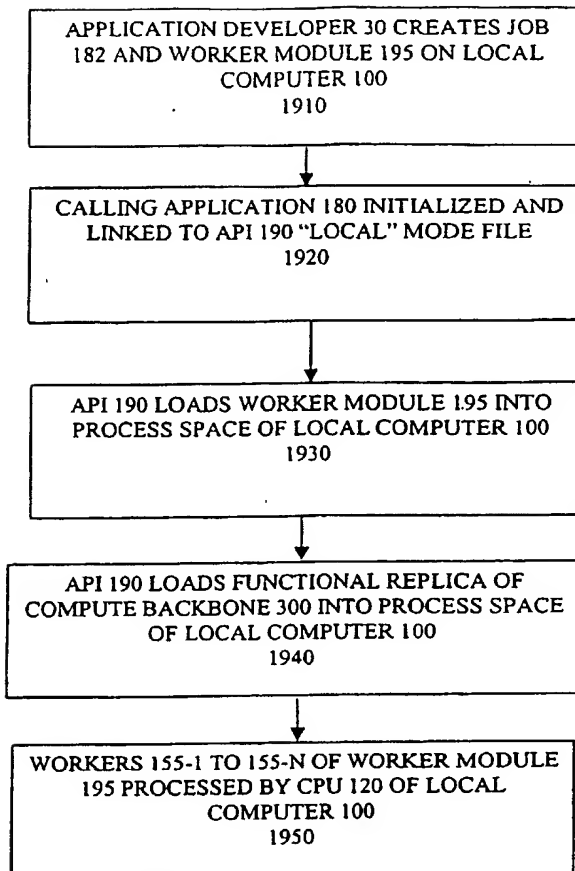 APPLICATION DEVELOPER 30 CREATES JOB
182 AND WORKER MODULE 195 ON LOCAL
COMPUTER 100
1910
CALLING APPLICATION 180 INITIALIZED AND
LINKED TO API 190 "LOCAL" MODE FILE
1920
API 190 LOADS WORKER MODULE 195 INTO
PROCESS SPACE OF LOCAL COMPUTER 100
1930
API 190 LOADS FUNCTIONAL REPLICA OF
COMPUTE BACKBONE 300 INTO PROCESS SPACE
OF LOCAL COMPUTER 100
1940
WORKERS 155-1 TO 155-N OF WORKER MODULE
195 PROCESSED BY CPU 120 OF LOCAL
COMPUTER 100
1950